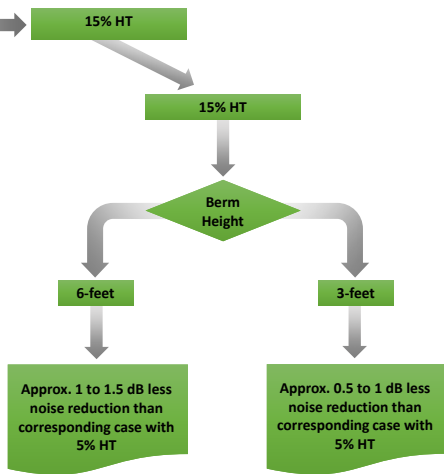 15% HT
15% HT
Berm
Height
6-feet
3-feet
Approx. 1 to 1.5 dB less
noise reduction than
corresponding case with
5% HT
Approx. 0.5 to 1 dB less
noise reduction than
corresponding case with
5% HT